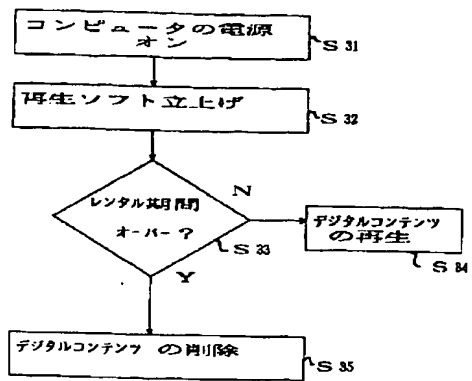 コンピュータの電源
オン
S 31
再生ソフト立上げ
S 32
レンタル期間
オーバー？
N
S 33
Y
デジタルコンテンツ
の再生
S 34
デジタルコンテンツ の削除
S 35